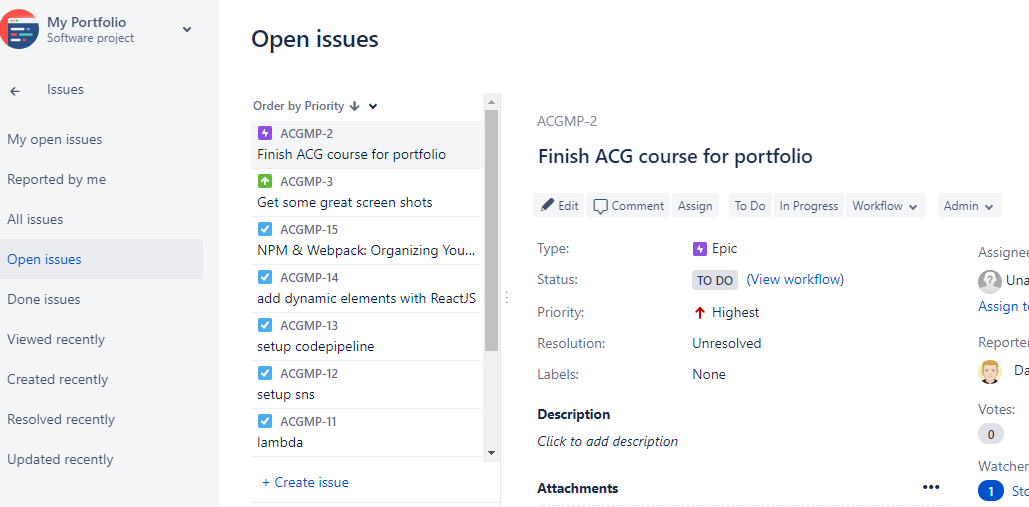 My Portfolio
Software project
Issues
My open issues
Reported by me
All issues
Open issues
Done issues
Viewed recently
Created recently
Resolved recently
Updated recently
Open issues
Order by Priority
ACGMP-2
Finish ACG course for portfolio
ACGMP-3
Get some great screen shots
ACGMP-15
NPM & Webpack: Organizing You...
ACGMP-14
add dynamic elements with ReactJS
ACGMP-13
setup codepipeline
ACGMP-12
setup sns
ACGMP-11
lambda
+ Create issue
ACGMP-2
Finish ACG course for portfolio
Edit Comment Assign To Do In Progress Workflow Admin
Type: Epic
Status: TO DO (View workflow)
Priority: Highest
Resolution: Unresolved
Labels: None
Description
Click to add description
Attachments
Assignee
Una
Assign to
Reporter
Da
Votes:
0
Watcher
1 Sto